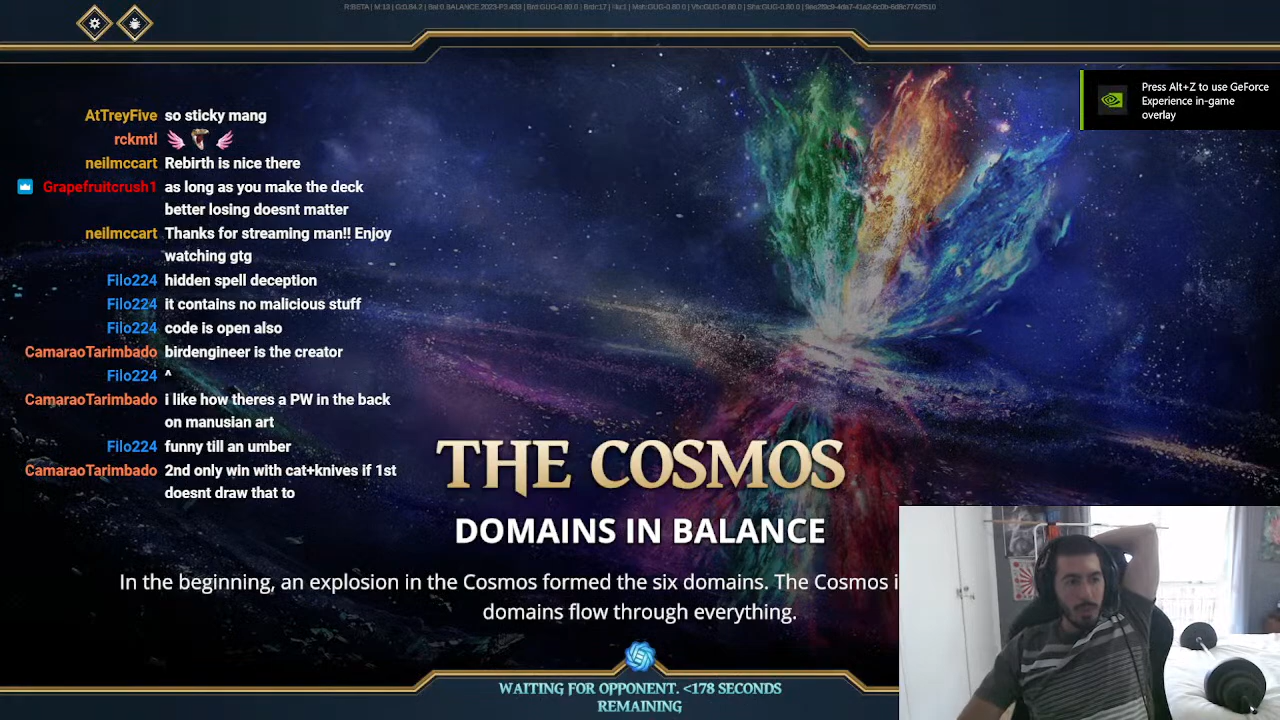 AtTreyFive so sticky mang
rckmtl
neilmccart Rebirth is nice there
Grapefruitcrush1 as long as you make the deck
better losing doesnt matter
neilmccart Thanks for streaming man!! Enjoy
watching gtg
Filo224 hidden spell deception
Filo224 it contains no malicious stuff
Filo224 code is open also
CamaraoTarimbado birdengineer is the creator
Filo224 ^
CamaraoTarimbado i like how theres a PW in the back
on manusian art
Filo224 funny till an umber
CamaraoTarimbado 2nd only win with cat+knives if 1st
doesnt draw that to
Press Alt+Z to use GeForce
Experience in-game
overlay
THE COSMOS
DOMAINS IN BALANCE
In the beginning, an explosion in the Cosmos formed the six domains. The Cosmos
domains flow through everything.
WAITING FOR OPPONENT. <178 SECONDS
REMAINING